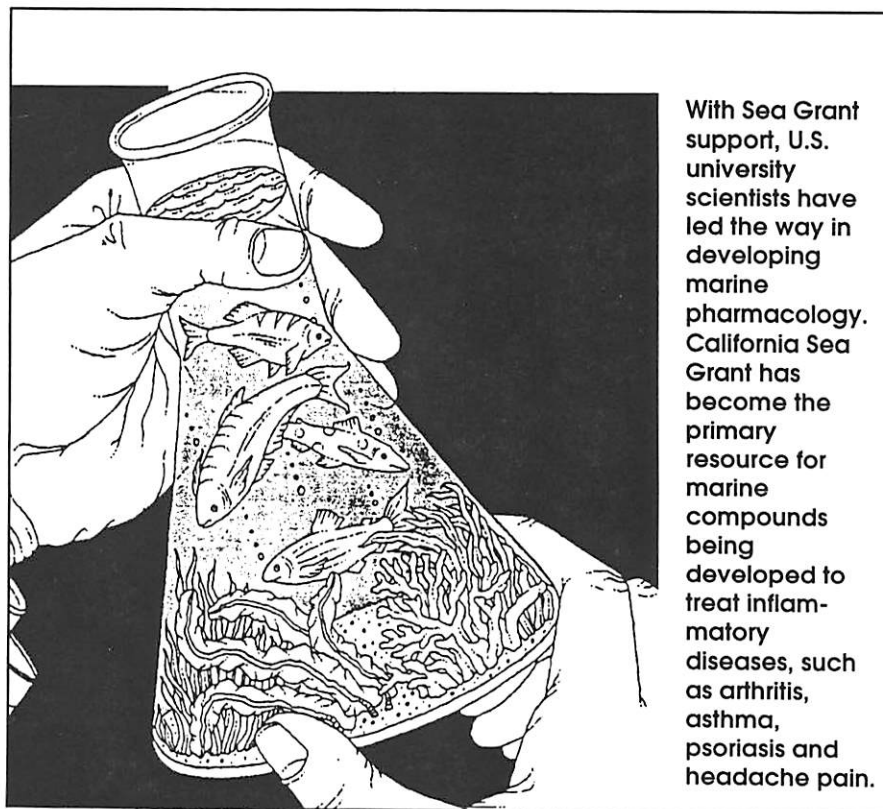 With Sea Grant
support, U.S.
university
scientists have
led the way in
developing
marine
pharmacology.
California Sea
Grant has
become the
primary
resource for
marine
compounds
being
developed to
treat inflam-
matory
diseases, such
as arthritis,
asthma,
psoriasis and
headache pain.